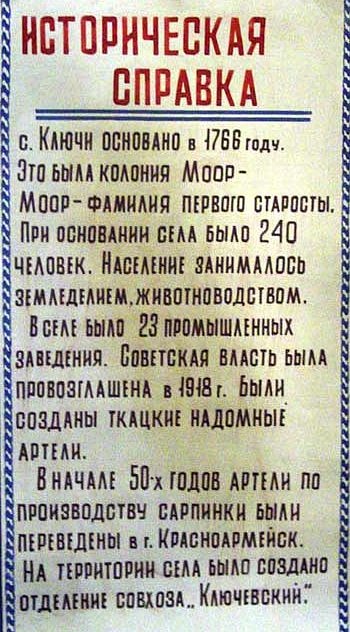 ИСТОРИЧЕСКАЯ
СПРАВКА
с. Ключи основано в 1766 году.
Это была колония Моор-
Моор-фамилия первого старосты.
При основании села было 240
человек. Население занималось
земледелием, животноводством.
В селе было 23 промышленных
заведения. Советская власть была
провозглашена в 1918 г. Были
созданы ткацкие надомные
артели.
В начале 50-х годов артели по
производству сарпинки были
переведены в г. Красноармейск.
На территории села было создано
отделение совхоза „Ключевский".